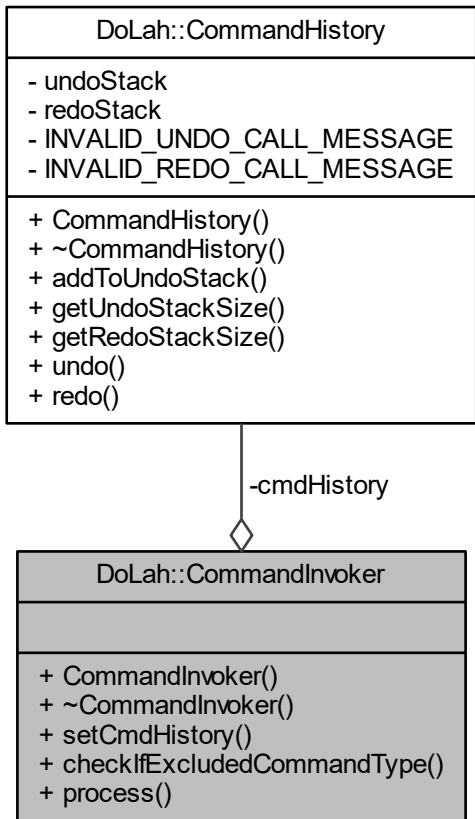 DoLah::CommandHistory
- undoStack
- redoStack
- INVALID_UNDO_CALL_MESSAGE
- INVALID_REDO_CALL_MESSAGE
+ CommandHistory()
+ ~CommandHistory()
+ addToUndoStack()
+ getUndoStackSize()
+ getRedoStackSize()
+ undo()
+ redo()
-cmdHistory
DoLah::CommandInvoker
+ CommandInvoker()
+ ~CommandInvoker()
+ setCmdHistory()
+ checkIfExcludedCommandType()
+ process()